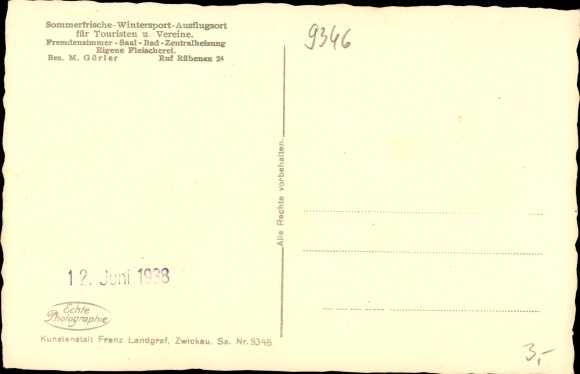 Sommerfrische-Wintersport-Ausflugsort
für Touristen u. Vereine.
Fremdenzimmer - Saal - Bad - Zentralheizung
Eigene Fleischerei.
Bes. M. Görler Ruf Rübenau 24
9346
Alle Rechte vorbehalten.
12. Juni 1938
Echte
Photographie
Kunstanstalt Franz Landgraf, Zwickau, Sa. Nr. 9348
3,-